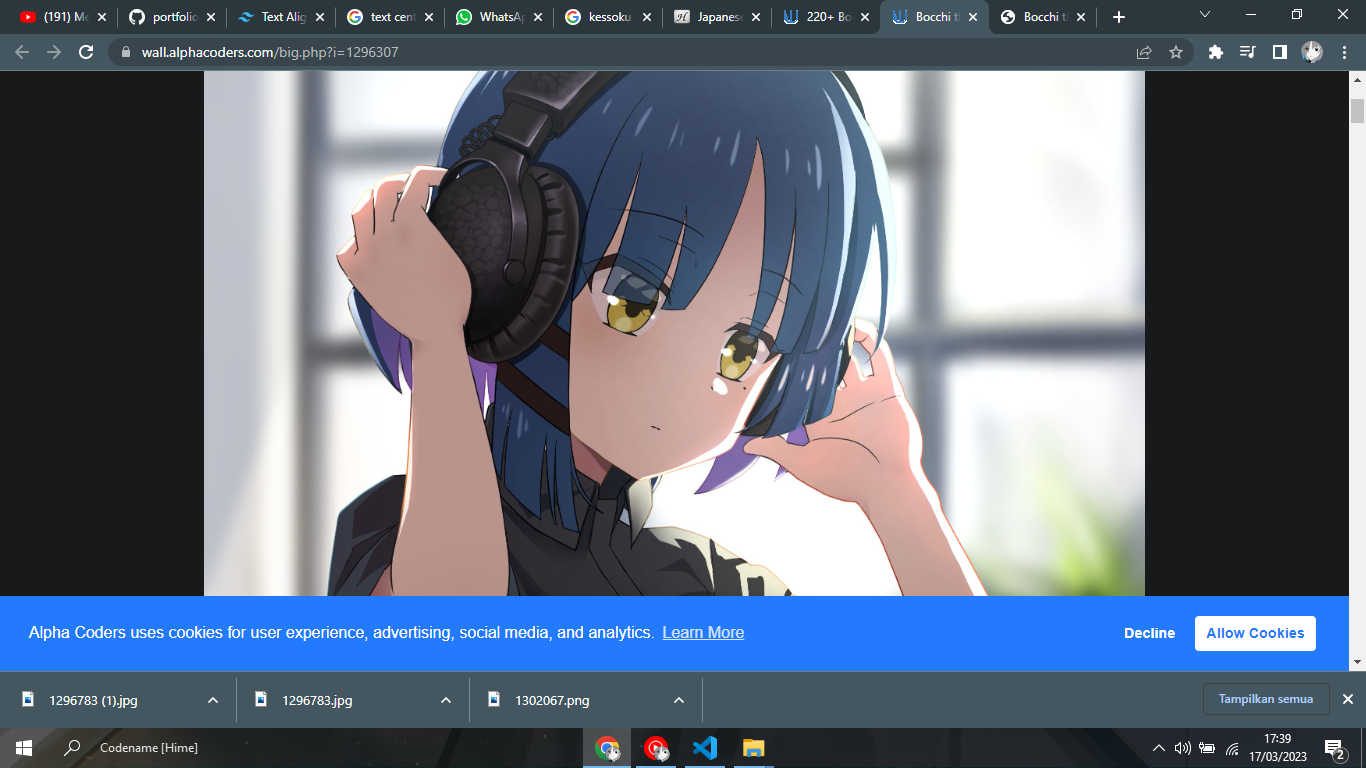 (191) Me
portfolio
Text Alig
text cent
WhatsAp
kessoku
Japanese
220+ Bo
Bocchi t
Bocchi t
wall.alphacoders.com/big.php?i=1296307
Alpha Coders uses cookies for user experience, advertising, social media, and analytics. Learn More
Decline
Allow Cookies
1296783 (1).jpg
1296783.jpg
1302067.png
Tampilkan semua
Codename [Hime]
17:39
17/03/2023
2